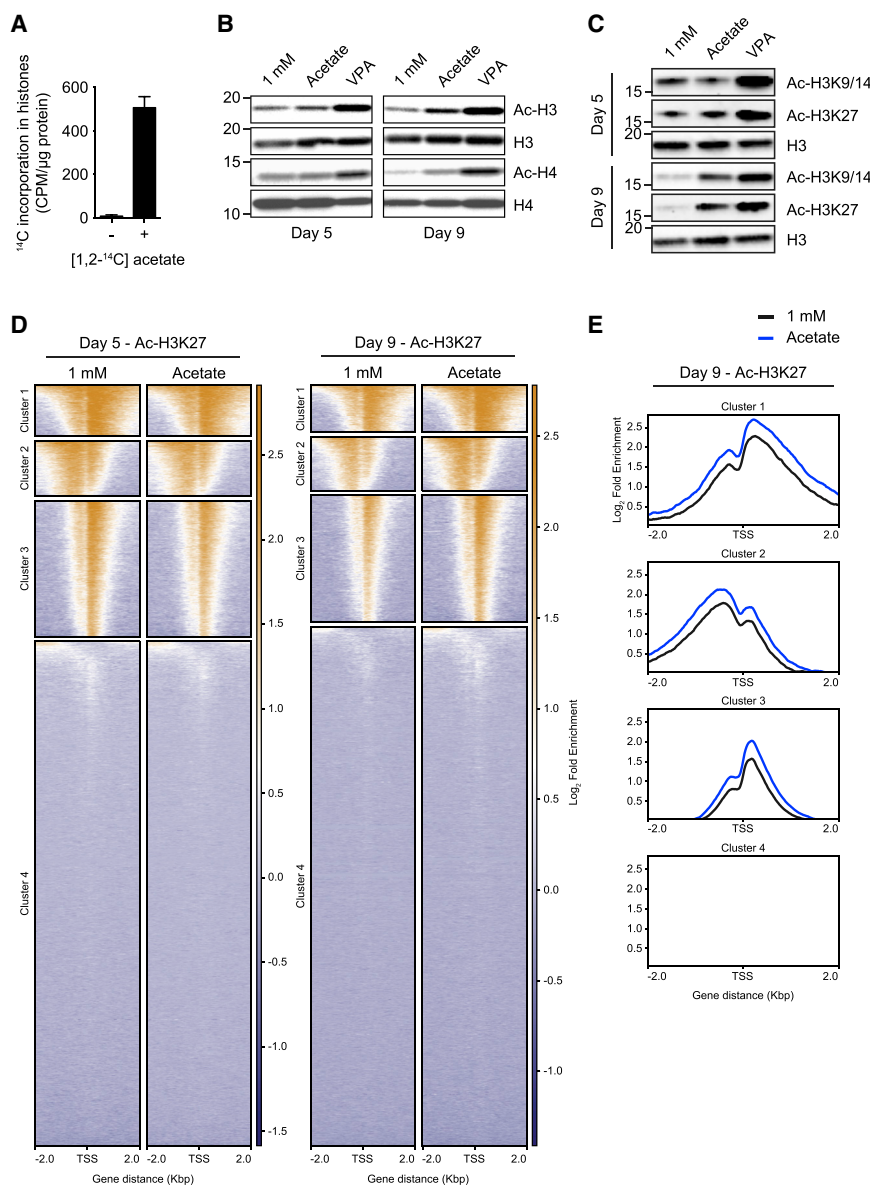 A
¹⁴C incorporation in histones
(CPM/µg protein)
600
400
200
0
- +
[1,2-¹⁴C] acetate
B
1 mM Acetate VPA 1 mM Acetate VPA
20 Ac-H3
20 H3
15 Ac-H4
10 H4
Day 5 Day 9
C
1 mM Acetate VPA
Day 5
15 Ac-H3K9/14
15 Ac-H3K27
20 H3
Day 9
15 Ac-H3K9/14
15 Ac-H3K27
20 H3
D
Day 5 - Ac-H3K27
1 mM Acetate
Cluster 1
Cluster 2
Cluster 3
Cluster 4
2.5
2.0
1.5
1.0
0.5
0.0
-0.5
-1.0
-1.5
-2.0 TSS 2.0 -2.0 TSS 2.0
Gene distance (Kbp)
Day 9 - Ac-H3K27
1 mM Acetate
Cluster 1
Cluster 2
Cluster 3
Cluster 4
2.5
2.0
1.5
1.0
0.5
0.0
-0.5
-1.0
Log₂ Fold Enrichment
-2.0 TSS 2.0 -2.0 TSS 2.0
Gene distance (Kbp)
E
1 mM
Acetate
Day 9 - Ac-H3K27
Cluster 1
Log₂ Fold Enrichment
2.5
2.0
1.5
1.0
0.5
-2.0 TSS 2.0
Cluster 2
2.5
2.0
1.5
1.0
0.5
-2.0 TSS 2.0
Cluster 3
2.5
2.0
1.5
1.0
0.5
-2.0 TSS 2.0
Cluster 4
2.5
2.0
1.5
1.0
0.5
-2.0 TSS 2.0
Gene distance (Kbp)